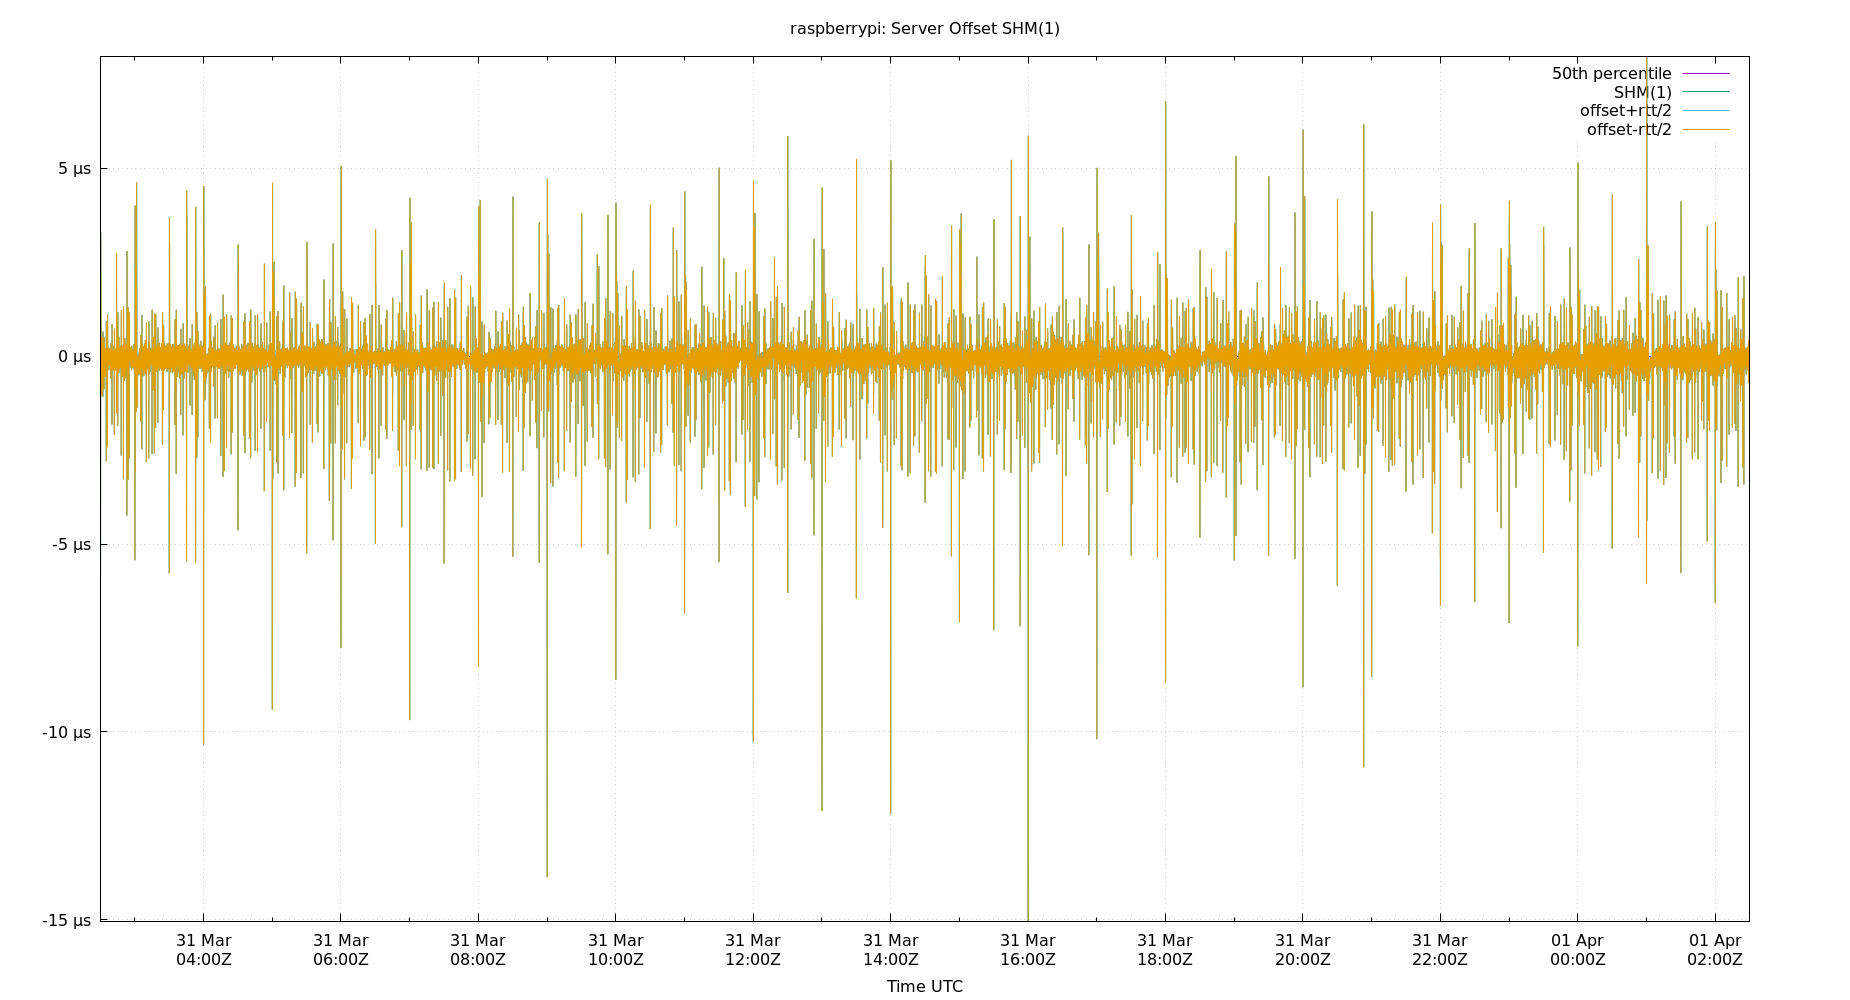 raspberrypi: Server Offset SHM(1)
50th percentile
SHM(1)
offset+rtt/2
offset-rtt/2
5 µs
0 µs
-5 µs
-10 µs
-15 µs
31 Mar 31 Mar 31 Mar 31 Mar 31 Mar 31 Mar 31 Mar 31 Mar 31 Mar 31 Mar 01 Apr 01 Apr
04:00Z 06:00Z 08:00Z 10:00Z 12:00Z 14:00Z 16:00Z 18:00Z 20:00Z 22:00Z 00:00Z 02:00Z
Time UTC